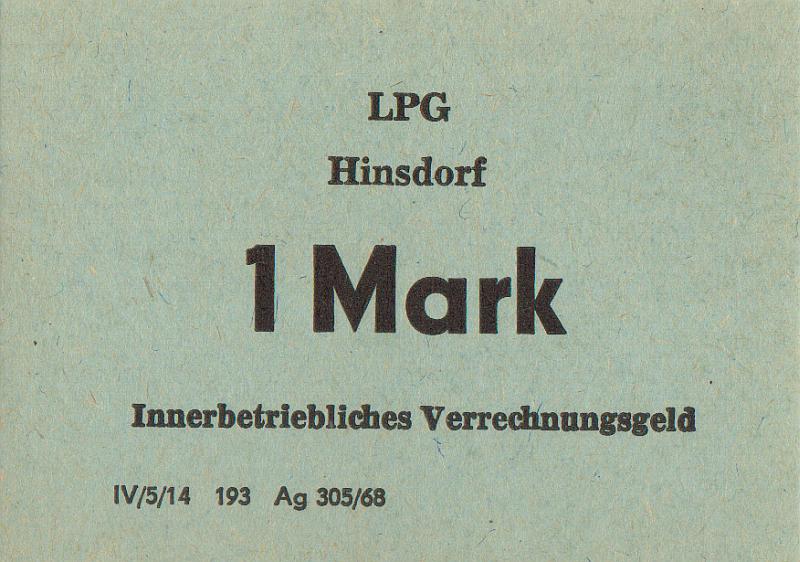 LPG
Hinsdorf
1 Mark
Innerbetriebliches Verrechnungsgeld
IV/5/14 193 Ag 305/68